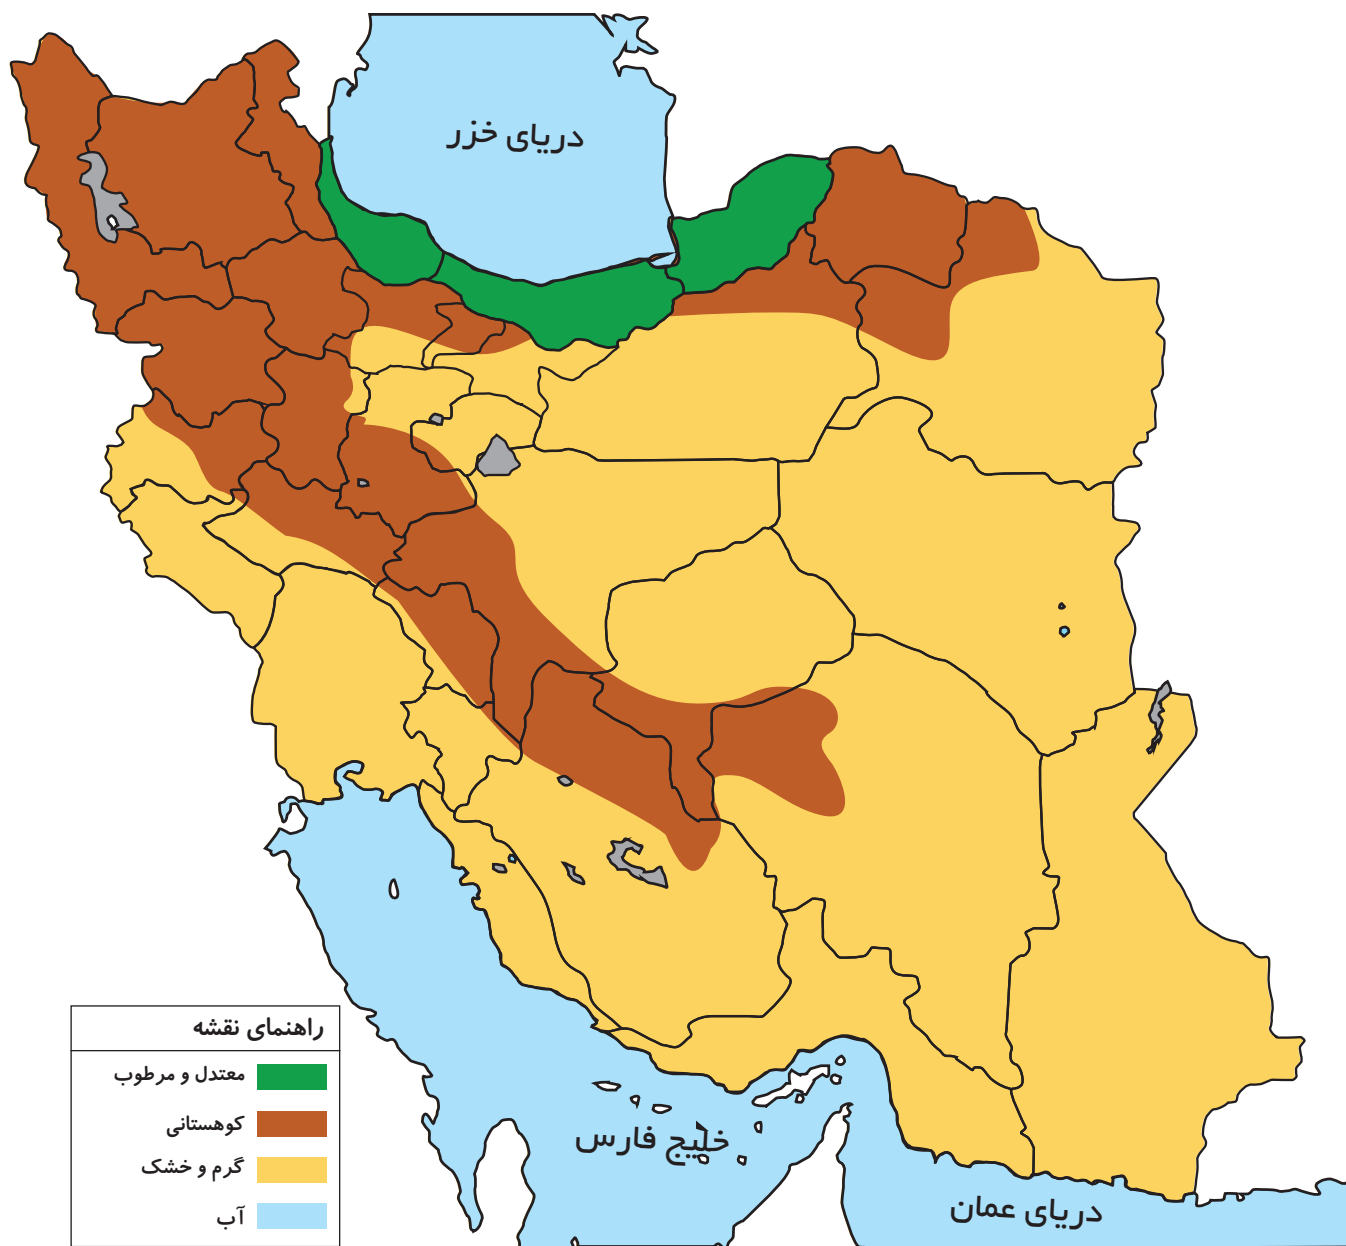 دریای خزر
خلیج فارس
دریای عمان
راهنمای نقشه
معتدل و مرطوب
کوهستانی
گرم و خشک
آب